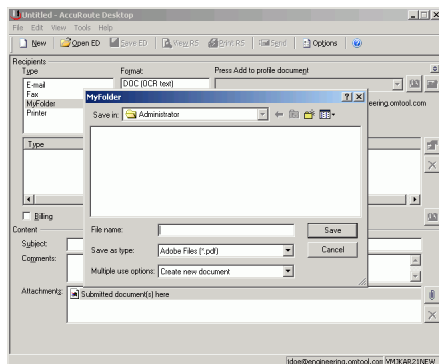 Untitled - AccuRoute Desktop
File Edit View Tools Help
New Open ED Save ED View RS Print RS Send Options
Recipients
Type Format: Press Add to profile document
E-mail DOC (OCR text)
Fax
MyFolder eering.omtool.com
Printer
MyFolder
Save in: Administrator
Type
File name: Save
Save as type: Adobe Files (*.pdf) Cancel
Multiple use options: Create new document
Billing
Content
Subject:
Comments:
Attachments: Submitted document(s) here
jdoe@engineering.omtool.com VMJKAR21NEW